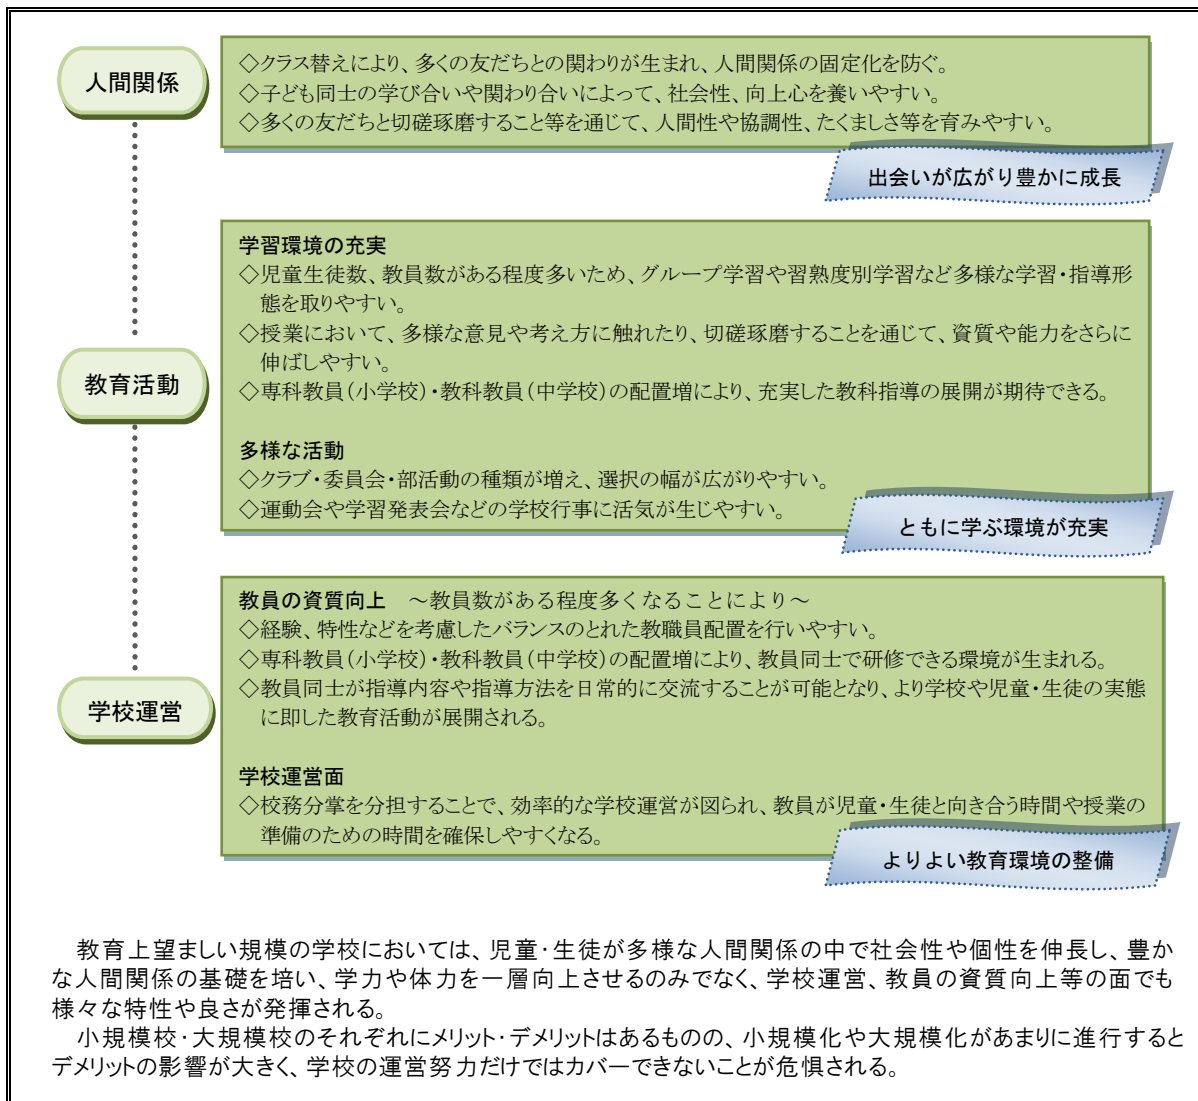 人間関係
◇クラス替えにより、多くの友だちとの関わりが生まれ、人間関係の固定化を防ぐ。
◇子ども同士の学び合いや関わり合いによって、社会性、向上心を養いやすい。
◇多くの友だちと切磋琢磨すること等を通じて、人間性や協調性、たくましさ等を育みやすい。
出会いが広がり豊かに成長
教育活動
学習環境の充実
◇児童生徒数、教員数がある程度多いため、グループ学習や習熟度別学習など多様な学習・指導形
態を取りやすい。
◇授業において、多様な意見や考え方に触れたり、切磋琢磨することを通じて、資質や能力をさらに
伸ばしやすい。
◇専科教員(小学校)・教科教員(中学校)の配置増により、充実した教科指導の展開が期待できる。
多様な活動
◇クラブ・委員会・部活動の種類が増え、選択の幅が広がりやすい。
◇運動会や学習発表会などの学校行事に活気が生じやすい。
ともに学ぶ環境が充実
学校運営
教員の資質向上 ～教員数がある程度多くなることにより～
◇経験、特性などを考慮したバランスのとれた教職員配置を行いやすい。
◇専科教員(小学校)・教科教員(中学校)の配置増により、教員同士で研修できる環境が生まれる。
◇教員同士が指導内容や指導方法を日常的に交流することが可能となり、より学校や児童・生徒の実態
に即した教育活動が展開される。
学校運営面
◇校務分掌を分担することで、効率的な学校運営が図られ、教員が児童・生徒と向き合う時間や授業の
準備のための時間を確保しやすくなる。
よりよい教育環境の整備
教育上望ましい規模の学校においては、児童・生徒が多様な人間関係の中で社会性や個性を伸長し、豊か
な人間関係の基礎を培い、学力や体力を一層向上させるのみでなく、学校運営、教員の資質向上等の面でも
様々な特性や良さが発揮される。
小規模校・大規模校のそれぞれにメリット・デメリットはあるものの、小規模化や大規模化があまりに進行すると
デメリットの影響が大きく、学校の運営努力だけではカバーできないことが危惧される。